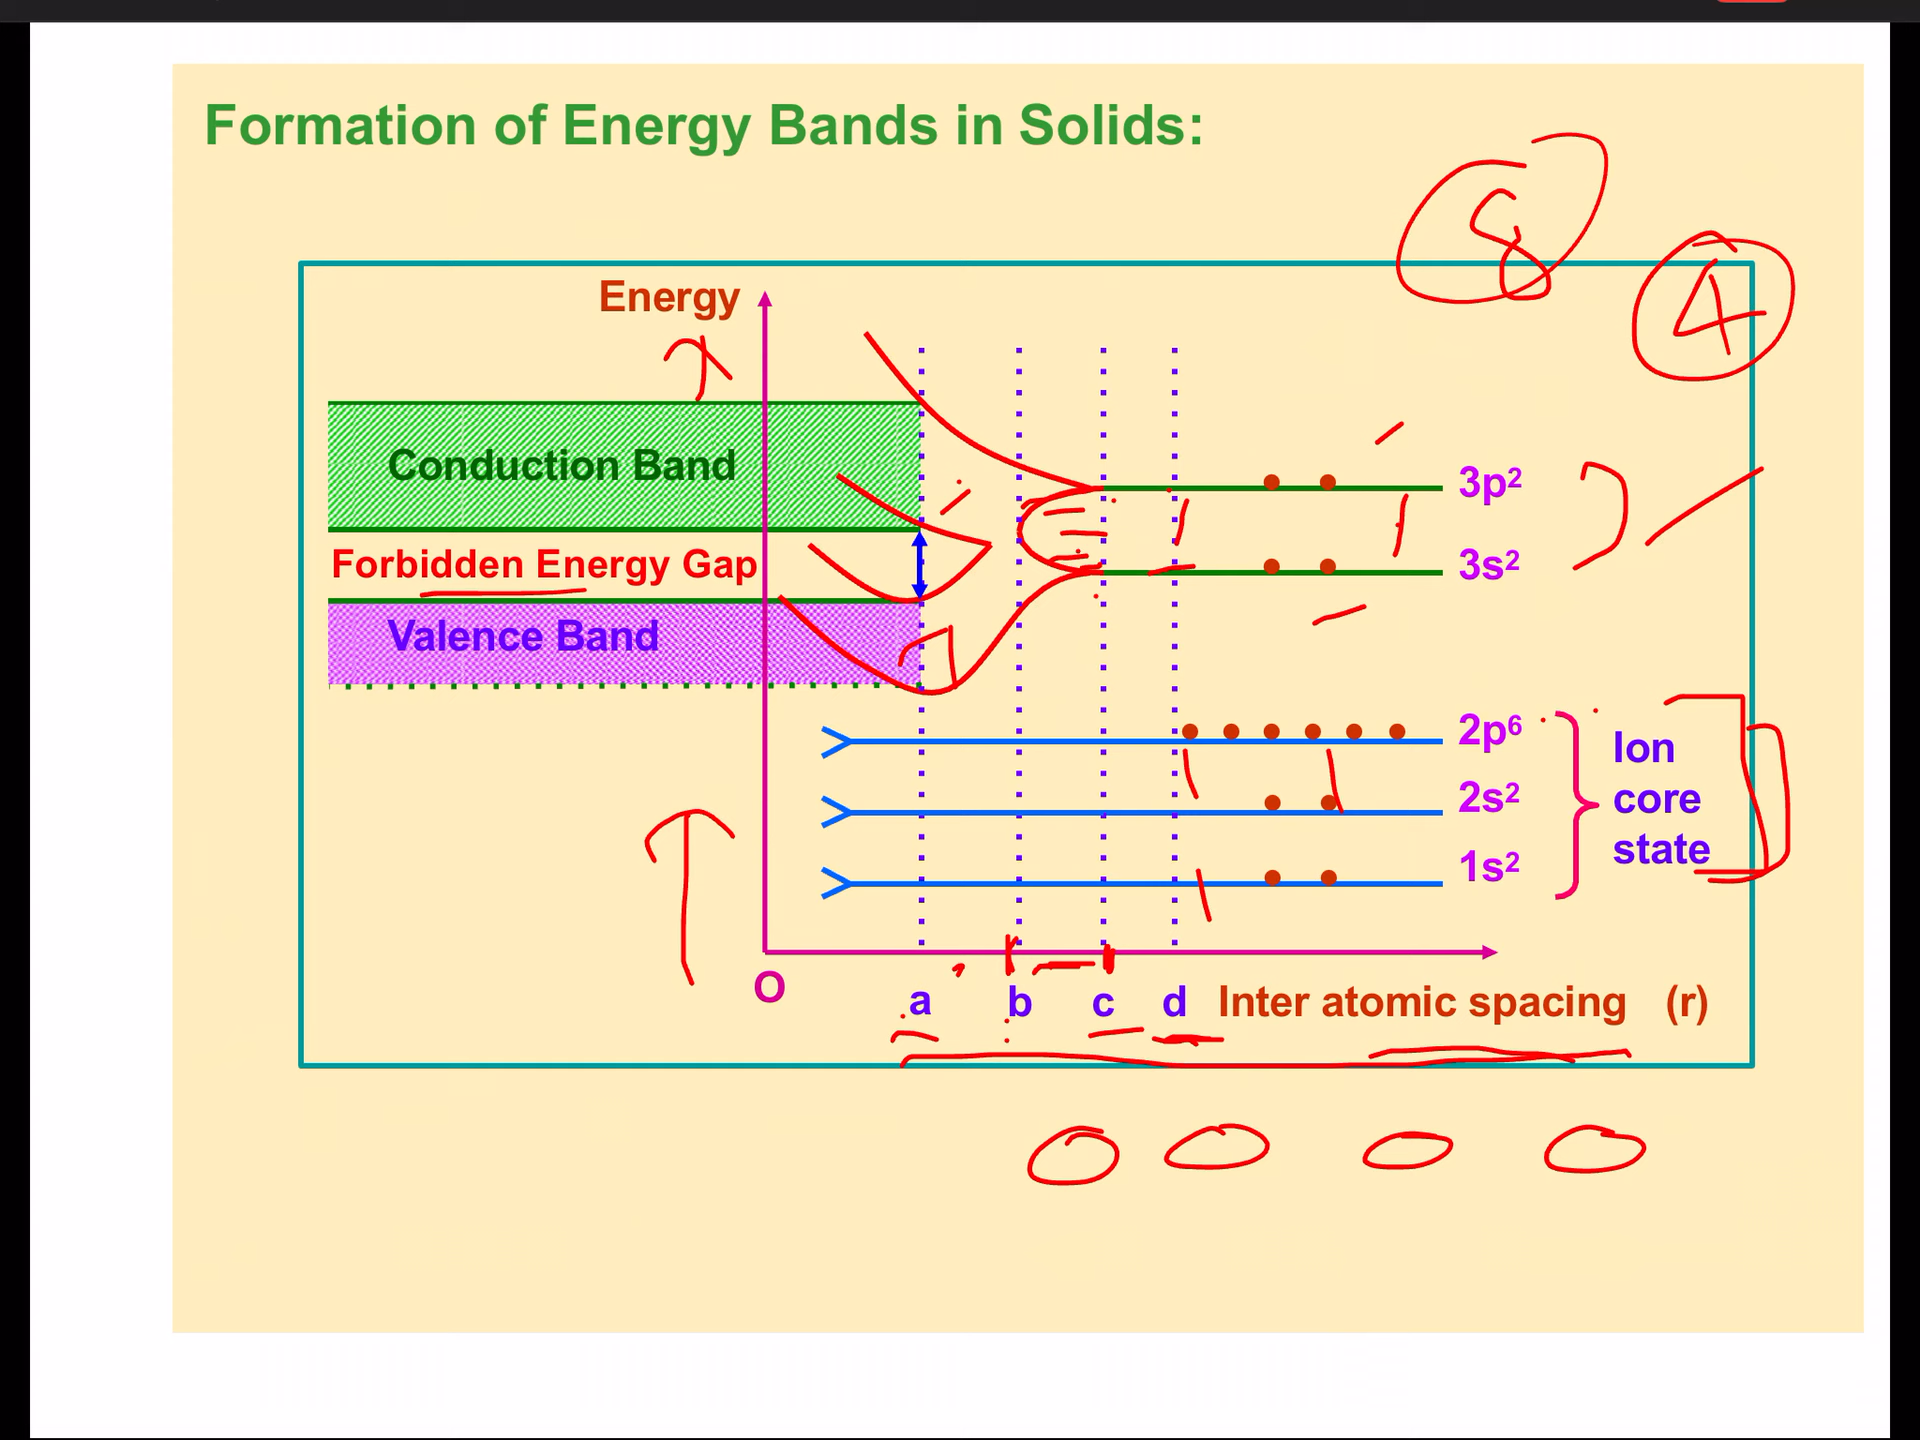 Formation of Energy Bands in Solids:
8
4
Energy
Conduction Band
3p²
Forbidden Energy Gap
3s²
Valence Band
2p⁶
2s²
1s²
Ion
core
state
O
a b c d Inter atomic spacing (r)